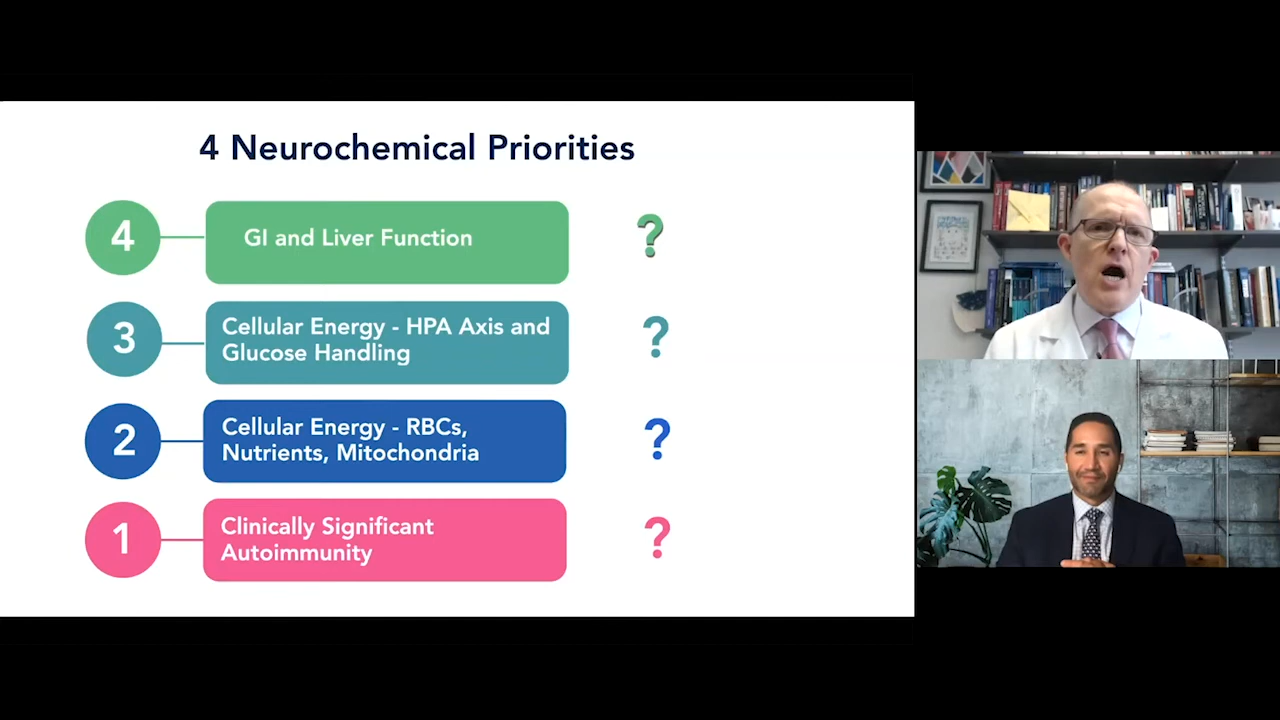 4 Neurochemical Priorities
4
GI and Liver Function
?
3
Cellular Energy - HPA Axis and
Glucose Handling
?
2
Cellular Energy - RBCs,
Nutrients, Mitochondria
?
1
Clinically Significant
Autoimmunity
?